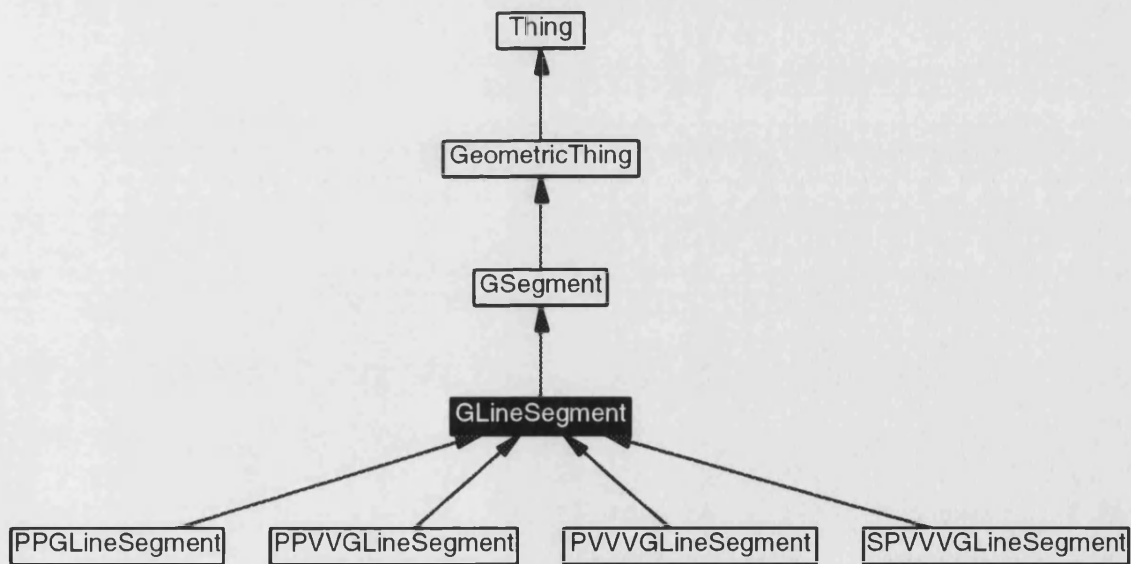 Thing
GeometricThing
GSegment
GLineSegment
PPGLineSegment
PPVVGLineSegment
PVVVGLineSegment
SPVVVGLineSegment